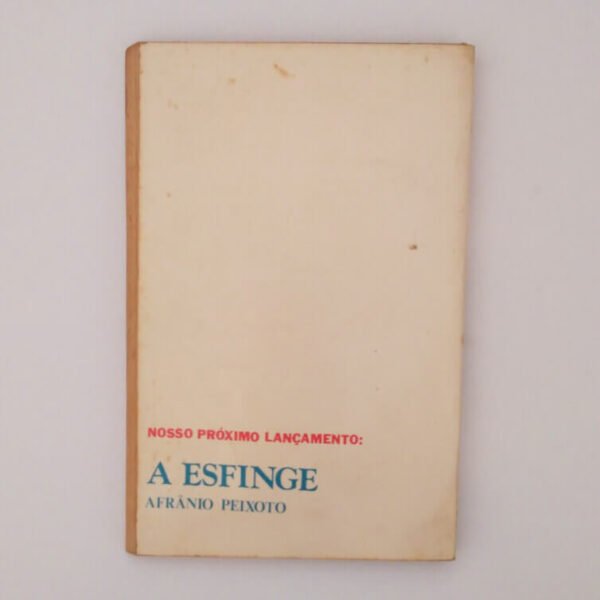 NOSSO PRÓXIMO LANÇAMENTO:
A ESFINGE
AFRÂNIO PEIXOTO